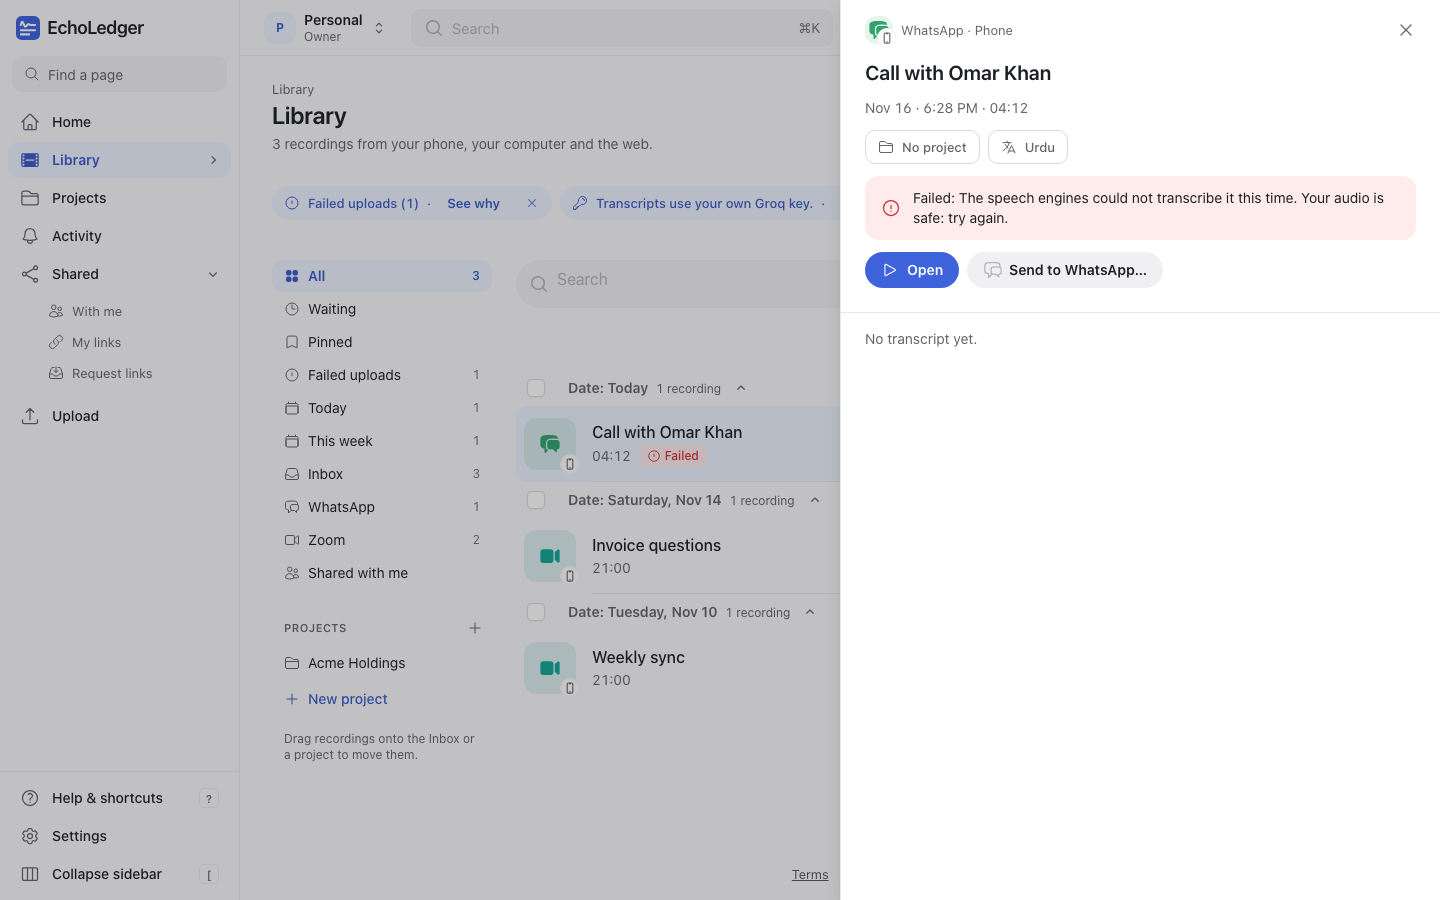 EchoLedger
Find a page
Home
Library
Projects
Activity
Shared
With me
My links
Request links
Upload
Help & shortcuts ?
Settings
Collapse sidebar [
P Personal
Owner
Search ⌘K
Library
Library
3 recordings from your phone, your computer and the web.
Failed uploads (1) · See why
Transcripts use your own Groq key. ·
All 3
Waiting
Pinned
Failed uploads 1
Today 1
This week 1
Inbox 3
WhatsApp 1
Zoom 2
Shared with me
PROJECTS
Acme Holdings
New project
Drag recordings onto the Inbox or
a project to move them.
Search
Date: Today 1 recording
Call with Omar Khan
04:12 Failed
Date: Saturday, Nov 14 1 recording
Invoice questions
21:00
Date: Tuesday, Nov 10 1 recording
Weekly sync
21:00
Terms
WhatsApp · Phone
Call with Omar Khan
Nov 16 · 6:28 PM · 04:12
No project
Urdu
Failed: The speech engines could not transcribe it this time. Your audio is
safe: try again.
Open
Send to WhatsApp...
No transcript yet.